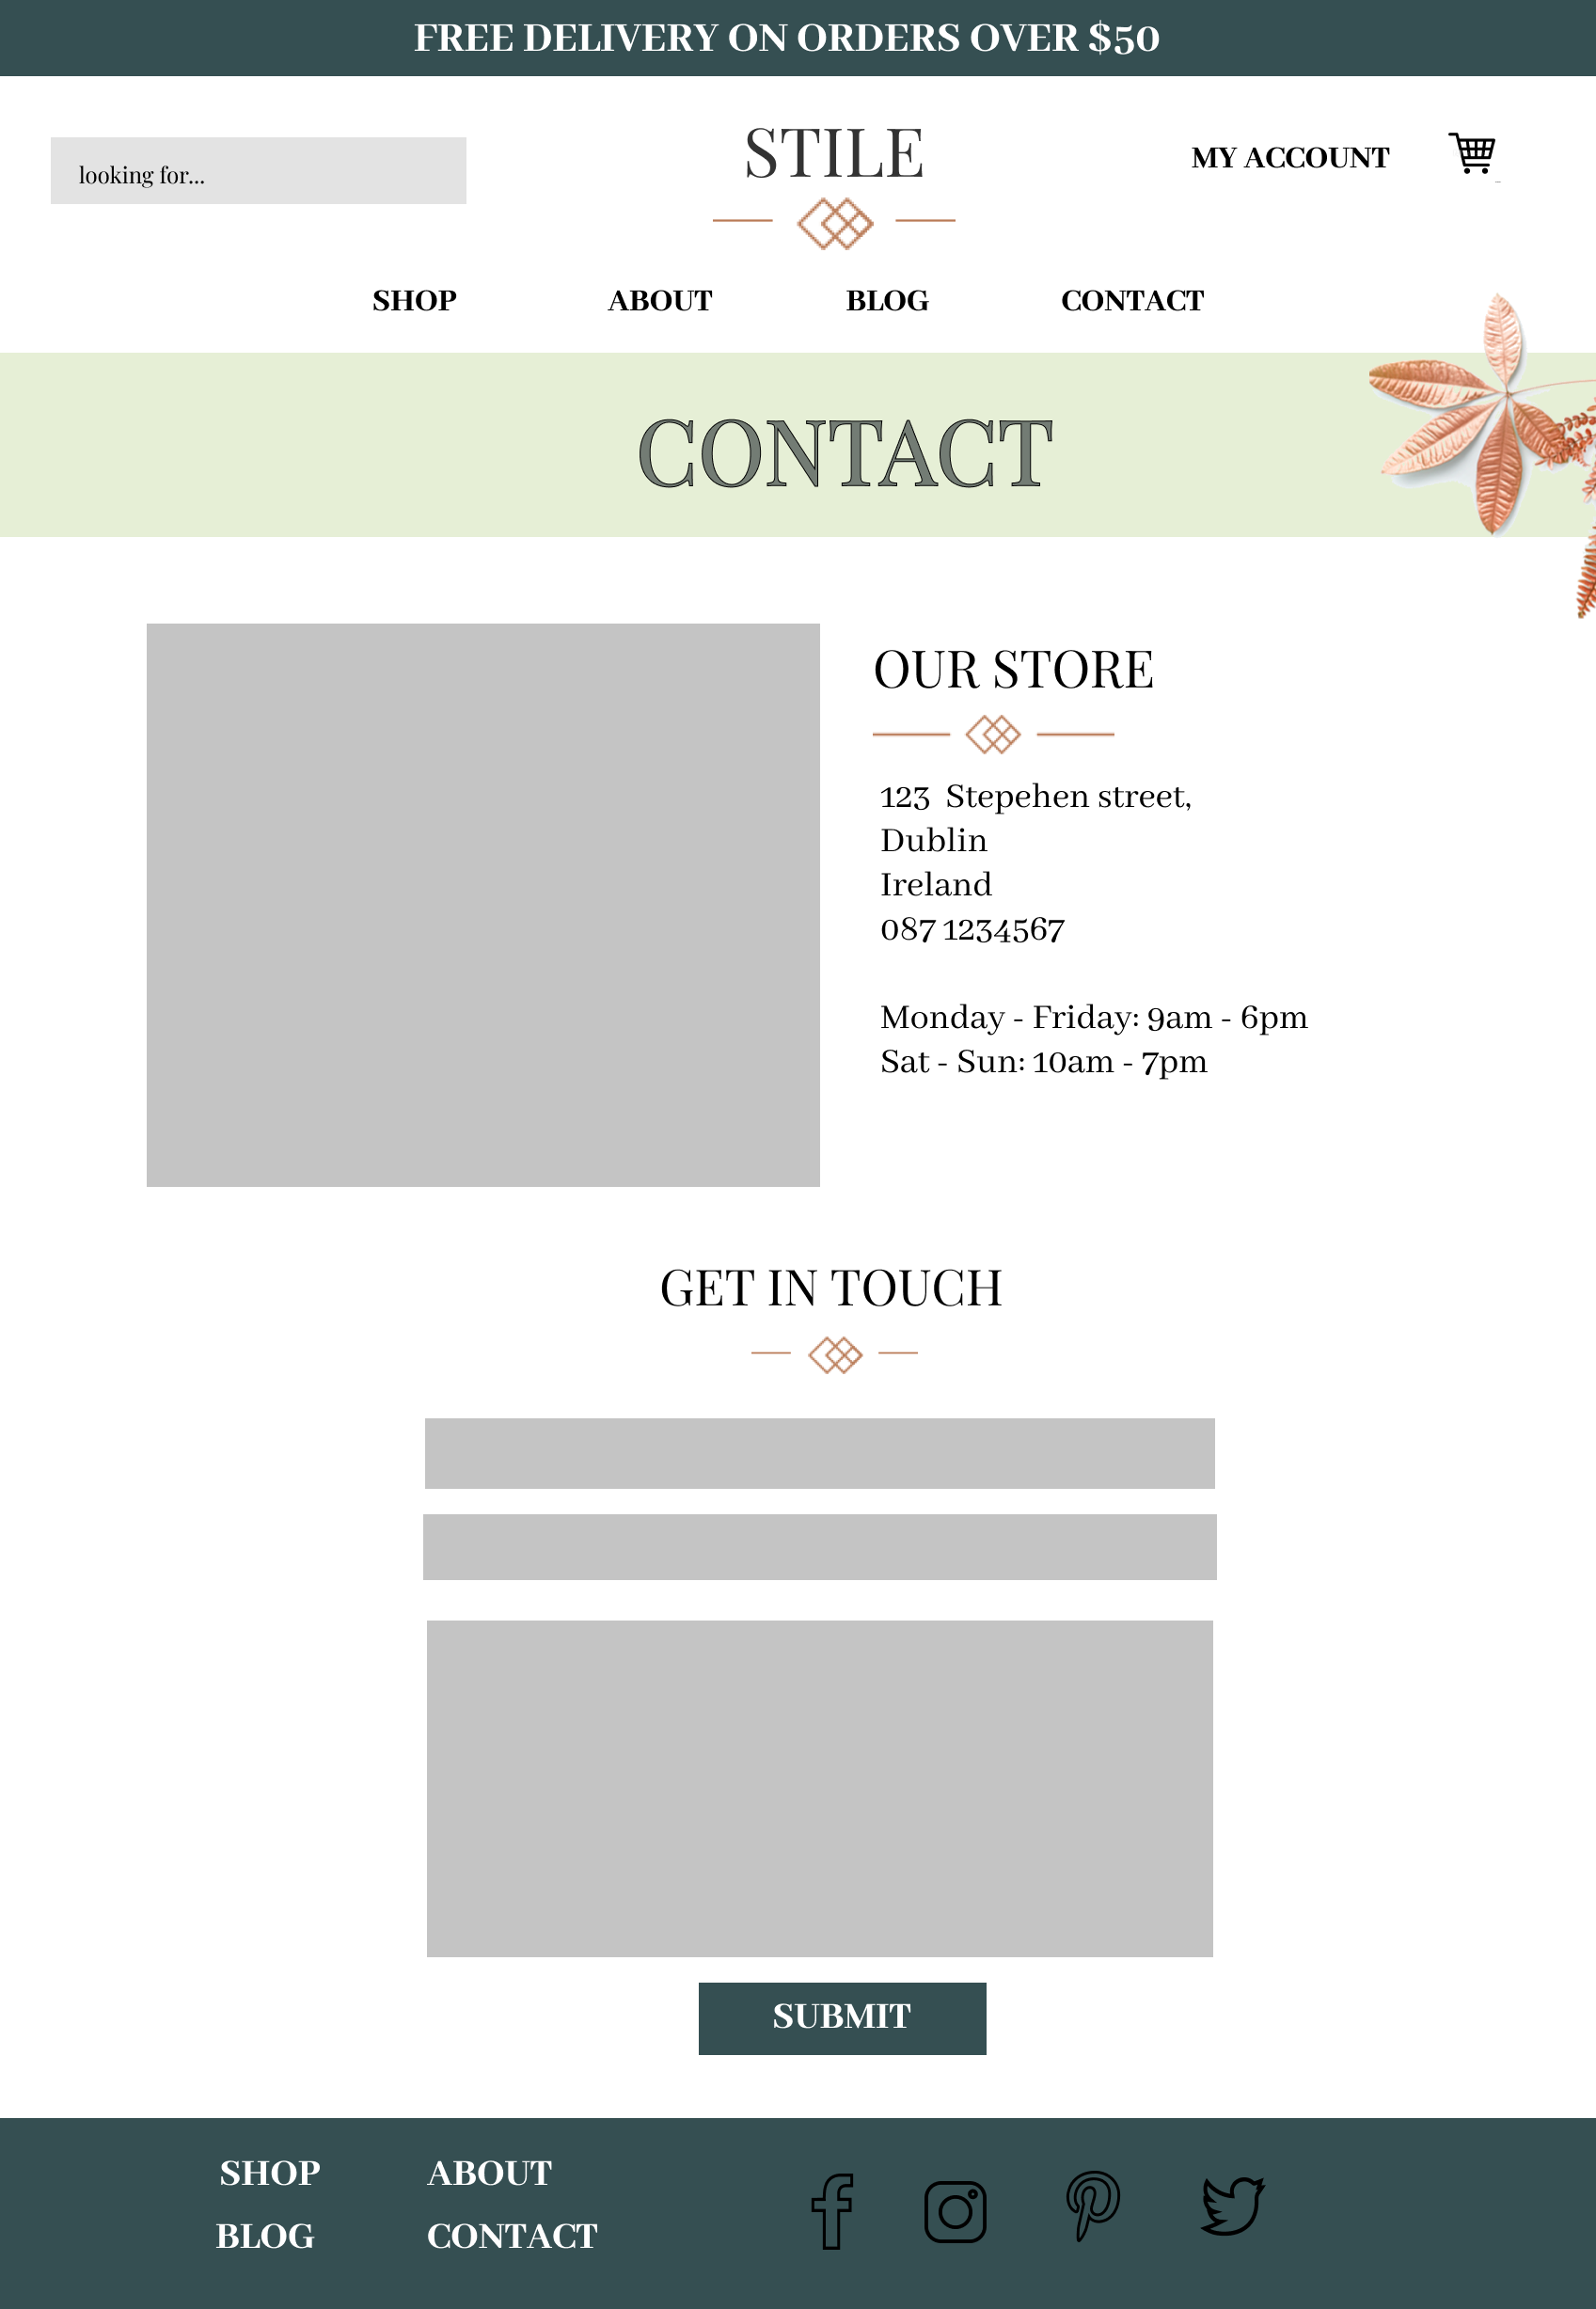 FREE DELIVERY ON ORDERS OVER $50
looking for...
STILE
MY ACCOUNT
SHOP ABOUT BLOG CONTACT
CONTACT
OUR STORE
123 Stepehen street,
Dublin
Ireland
087 1234567
Monday - Friday: 9am - 6pm
Sat - Sun: 10am - 7pm
GET IN TOUCH
SUBMIT
SHOP ABOUT
BLOG CONTACT